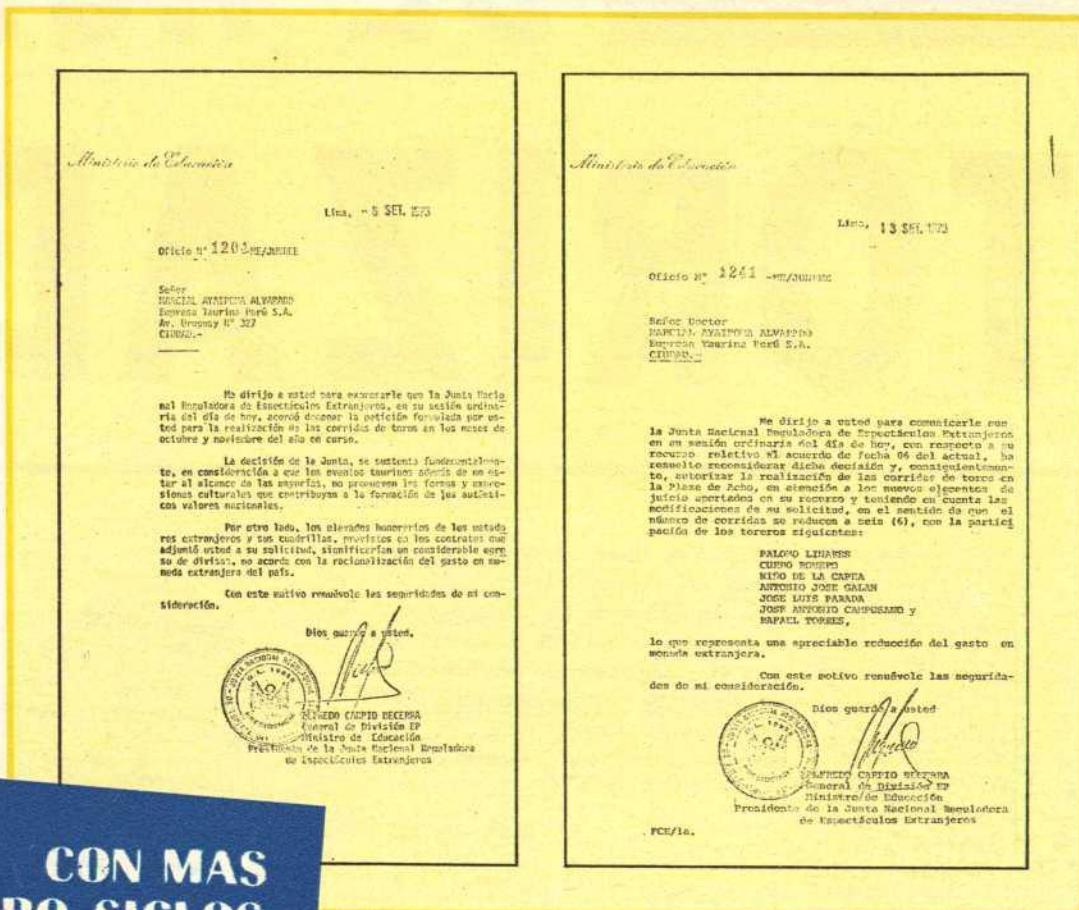 Ministerio de Educación
Lima, - 6 SET. 1973
Oficio N° 1201-ME/JUNREE
Señor
MARCIAL AYAIPOMA ALVARADO
Empresa Taurina Perú S.A.
Av. Uruguay N° 327
CIUDAD.-
Me dirijo a usted para expresarle que la Junta Nacio
nal Reguladora de Espectáculos Extranjeros, en su sesión ordina-
ria del día de hoy, acordó denegar la petición formulada por us-
ted para la realización de las corridas de toros en los meses de
octubre y noviembre del año en curso.
La decisión de la Junta, se sustenta fundamentalmen-
te, en consideración a que los eventos taurinos además de no es-
tar al alcance de las mayorías, no promueven las formas y expre-
siones culturales que contribuyan a la formación de los auténti-
cos valores nacionales.
Por otro lado, los elevados honorarios de los matado
res extranjeros y sus cuadrillas, previstos en los contratos que
adjuntó usted a su solicitud, significarían un considerable egre
so de divisas, no acorde con la racionalización del gasto en mo-
neda extranjera del país.
Con este motivo renuévole las seguridades de mi con-
sideración.
Dios guarde a usted.
ALFREDO CARPIO BECERRA
General de División EP
Ministro de Educación
Presidente de la Junta Nacional Reguladora
de Espectáculos Extranjeros
Ministerio de Educación
Lima, 13 SET. 1973
Oficio N° 1241 -ME/JUNREE
Señor Doctor
MARCIAL AYAIPOMA ALVARADO
Empresa Taurina Perú S.A.
CIUDAD.-
Me dirijo a usted para comunicarle que
la Junta Nacional Reguladora de Espectáculos Extranjeros
en su sesión ordinaria del día de hoy, con respecto a su
recurso relativo al acuerdo de fecha 06 del actual, ha
resuelto reconsiderar dicha decisión y, consiguientemen-
te, autorizar la realización de las corridas de toros en
la Plaza de Acho, en atención a los nuevos elementos de
juicio aportados en su recurso y teniendo en cuenta las
modificaciones de su solicitud, en el sentido de que el
número de corridas se reducen a seis (6), con la partici
pación de los toreros siguientes:
PALOMO LINARES
CURRO ROMERO
NIÑO DE LA CAPEA
ANTONIO JOSE GALAN
JOSE LUIS PARADA
JOSE ANTONIO CAMPUSANO y
RAFAEL TORRES,
lo que representa una apreciable reducción del gasto en
moneda extranjera.
Con este motivo renuévole las segurida-
des de mi consideración.
Dios guarde a usted
ALFREDO CARPIO BECERRA
General de División EP
Ministro de Educación
Presidente de la Junta Nacional Reguladora
de Espectáculos Extranjeros
FCE/la.
CON MAS
RO SIGLOS